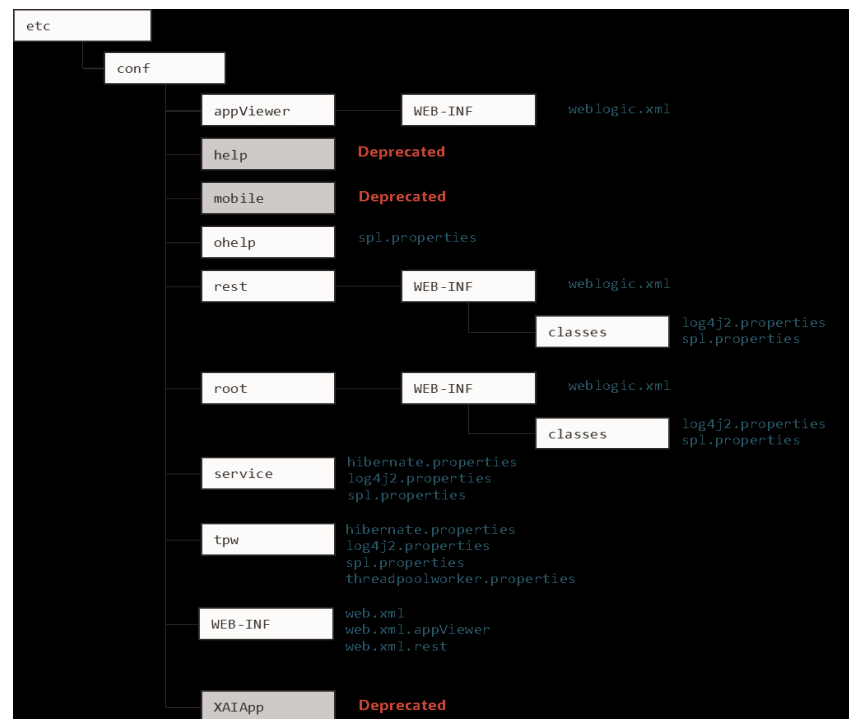 etc
conf
appViewer
WEB-INF
weblogic.xml
help
Deprecated
mobile
Deprecated
ohelp
spl.properties
rest
WEB-INF
weblogic.xml
classes
log4j2.properties
spl.properties
root
WEB-INF
weblogic.xml
classes
log4j2.properties
spl.properties
service
hibernate.properties
log4j2.properties
spl.properties
tpw
hibernate.properties
log4j2.properties
spl.properties
threadpoolworker.properties
WEB-INF
web.xml
web.xml.appViewer
web.xml.rest
XAIApp
Deprecated